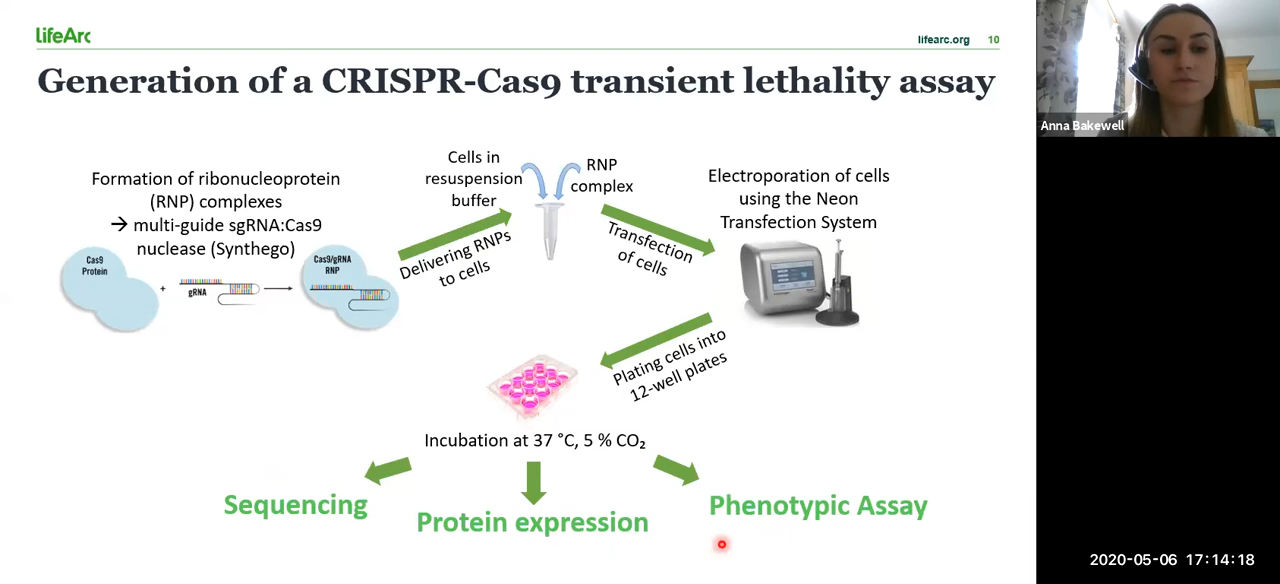 lifeArc
lifearc.org 10
Generation of a CRISPR-Cas9 transient lethality assay
Anna Bakewell
Formation of ribonucleoprotein
(RNP) complexes
→ multi-guide sgRNA:Cas9
nuclease (Synthego)
Cas9
Protein
+
gRNA
Cas9/gRNA
RNP
Delivering RNPs
to cells
Cells in
resuspension
buffer
RNP
complex
Transfection
of cells
Electroporation of cells
using the Neon
Transfection System
Plating cells into
12-well plates
Incubation at 37 °C, 5 % CO₂
Sequencing
Protein expression
Phenotypic Assay
2020-05-06 17:14:18